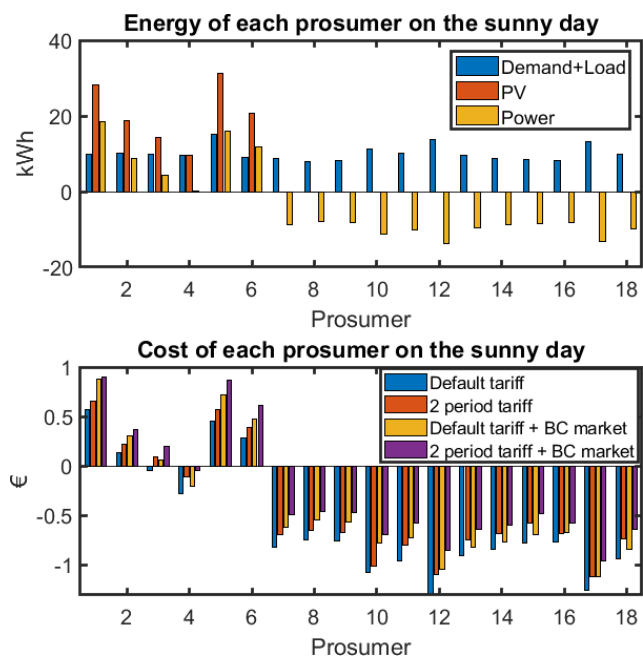 Energy of each prosumer on the sunny day
40
20
0
-20
kWh
Demand+Load
PV
Power
2 4 6 8 10 12 14 16 18
Prosumer
Cost of each prosumer on the sunny day
1
0.5
0
-0.5
-1
€
Default tariff
2 period tariff
Default tariff + BC market
2 period tariff + BC market
2 4 6 8 10 12 14 16 18
Prosumer